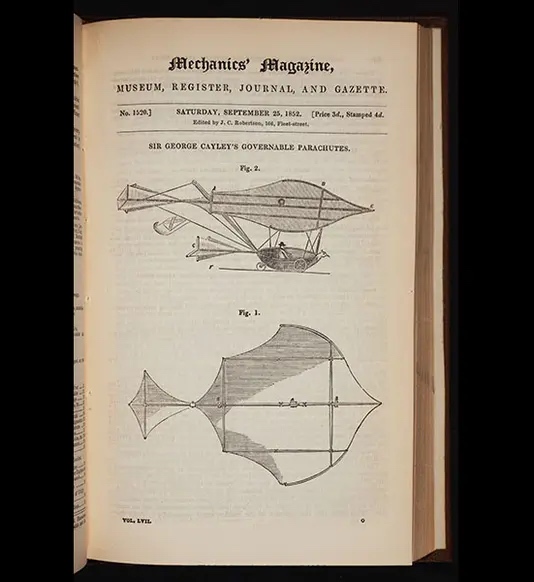 Mechanics' Magazine,
MUSEUM, REGISTER, JOURNAL, AND GAZETTE.
No. 1520.] SATURDAY, SEPTEMBER 25, 1852. [Price 3d., Stamped 4d.
Edited by J. C. Robertson, 166, Fleet-street.
SIR GEORGE CAYLEY'S GOVERNABLE PARACHUTES.
Fig. 2.
Fig. 1.
VOL. LVII. O